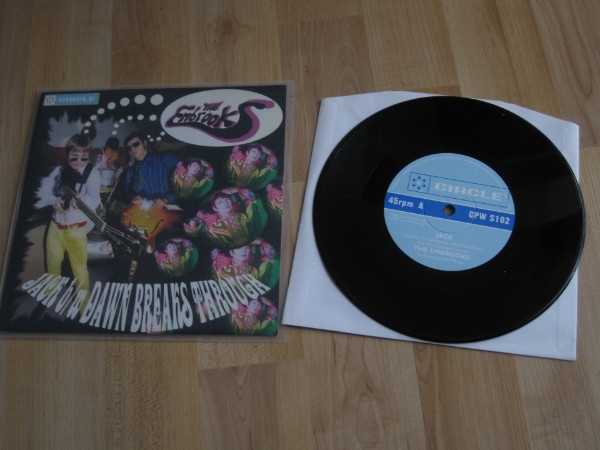 CIRCLE
THE
EMBROOKS
JACK b/w DAWN BREAKS THROUGH
CIRCLE
45rpm A CPW S102
JACK
THE EMBROOKS